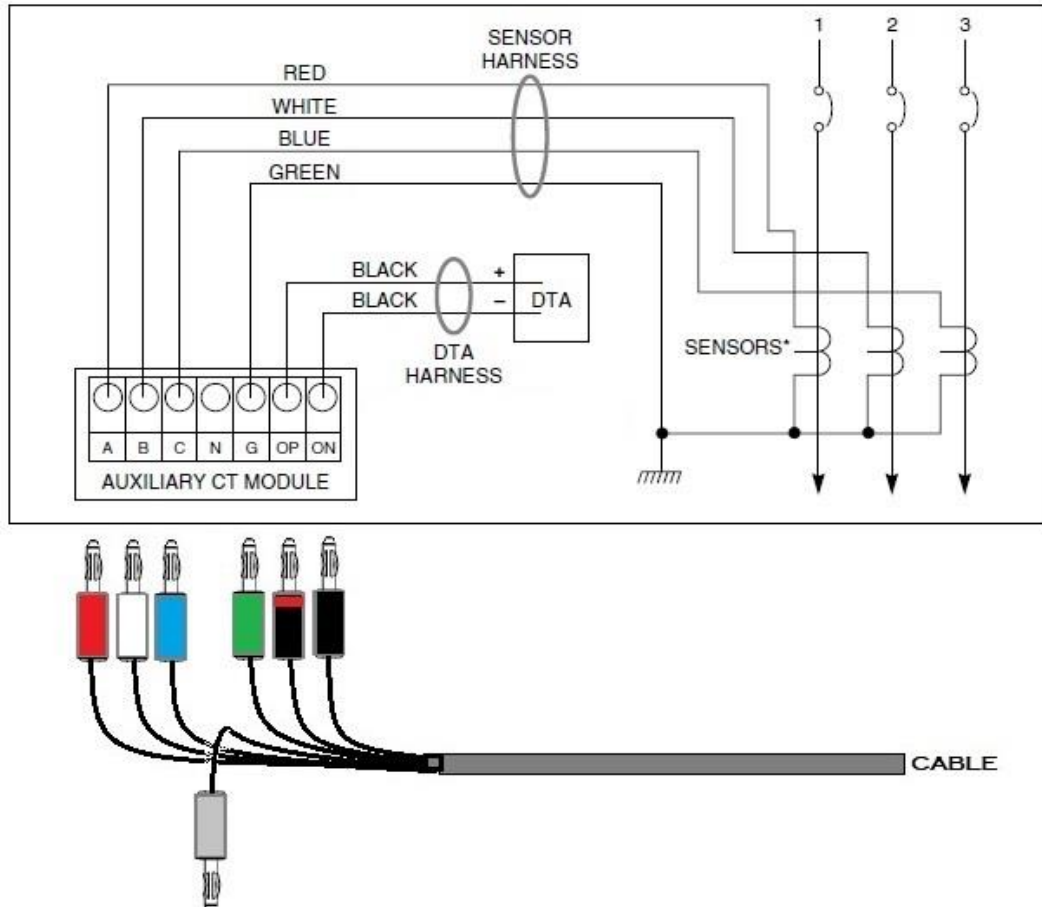 SENSOR
HARNESS
1 2 3
RED
WHITE
BLUE
GREEN
BLACK + DTA
BLACK –
DTA
HARNESS
SENSORS*
A B C N G OP ON
AUXILIARY CT MODULE
CABLE